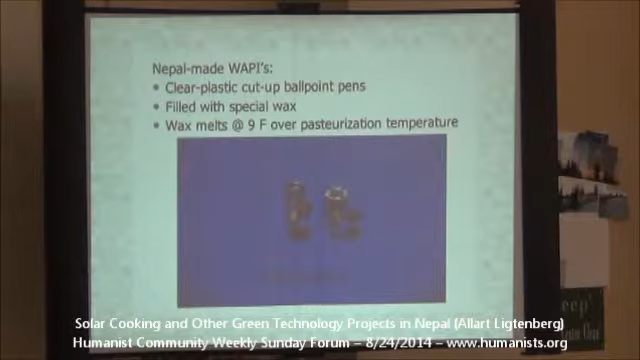 Nepal-made WAPI's:
• Clear-plastic cut-up ballpoint pens
• Filled with special wax
• Wax melts @ 9 F over pasteurization temperature
eep'
Solar Cooking and Other Green Technology Projects in Nepal (Allart Ligtenberg)
Humanist Community Weekly Sunday Forum – 8/24/2014 – www.humanists.org